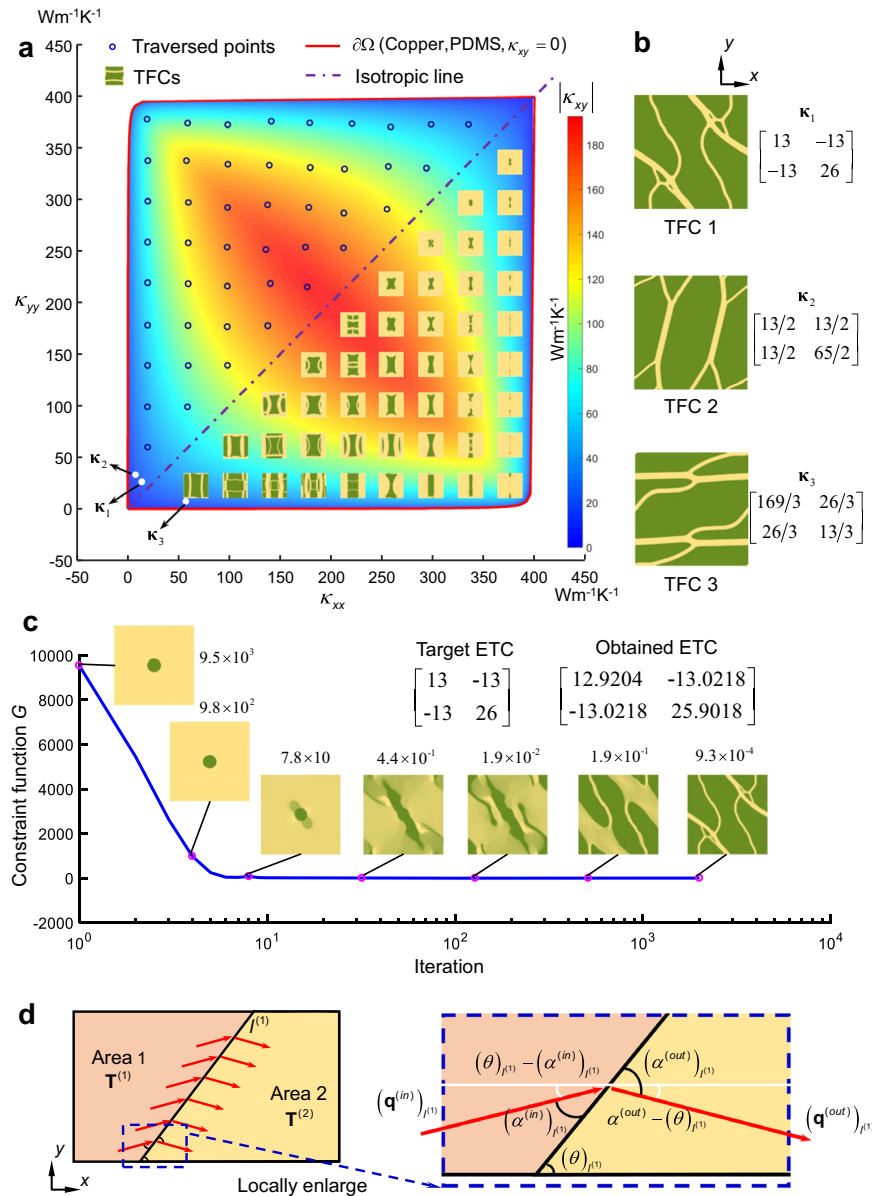 a
Wm⁻¹K⁻¹
Traversed points
∂Ω (Copper,PDMS, κxy = 0)
TFCs
Isotropic line
450
400
350
300
250
200
150
100
50
0
-50
κyy
-50 0 50 100 150 200 250 300 350 400 450
κxx
Wm⁻¹K⁻¹
κ₂
κ₁
κ₃
|κxy|
180
160
140
120
100
80
60
40
20
0
Wm⁻¹K⁻¹
b
y
x
κ₁
13 −13
−13 26
TFC 1
κ₂
13/2 13/2
13/2 65/2
TFC 2
κ₃
169/3 26/3
26/3 13/3
TFC 3
c
Constraint function G
10000
8000
6000
4000
2000
0
-2000
10⁰ 10¹ 10² 10³ 10⁴
Iteration
9.5×10³
9.8×10²
7.8×10
4.4×10⁻¹
1.9×10⁻²
1.9×10⁻¹
9.3×10⁻⁴
Target ETC
13 -13
-13 26
Obtained ETC
12.9204 -13.0218
-13.0218 25.9018
d
Area 1
T⁽¹⁾
l⁽¹⁾
Area 2
T⁽²⁾
y
x
Locally enlarge
(θ)l⁽¹⁾ − (α⁽ⁱⁿ⁾)l⁽¹⁾
(α⁽ᵒᵘᵗ⁾)l⁽¹⁾
(q⁽ⁱⁿ⁾)l⁽¹⁾
(α⁽ⁱⁿ⁾)l⁽¹⁾
α⁽ᵒᵘᵗ⁾ − (θ)l⁽¹⁾
(q⁽ᵒᵘᵗ⁾)l⁽¹⁾
(θ)l⁽¹⁾